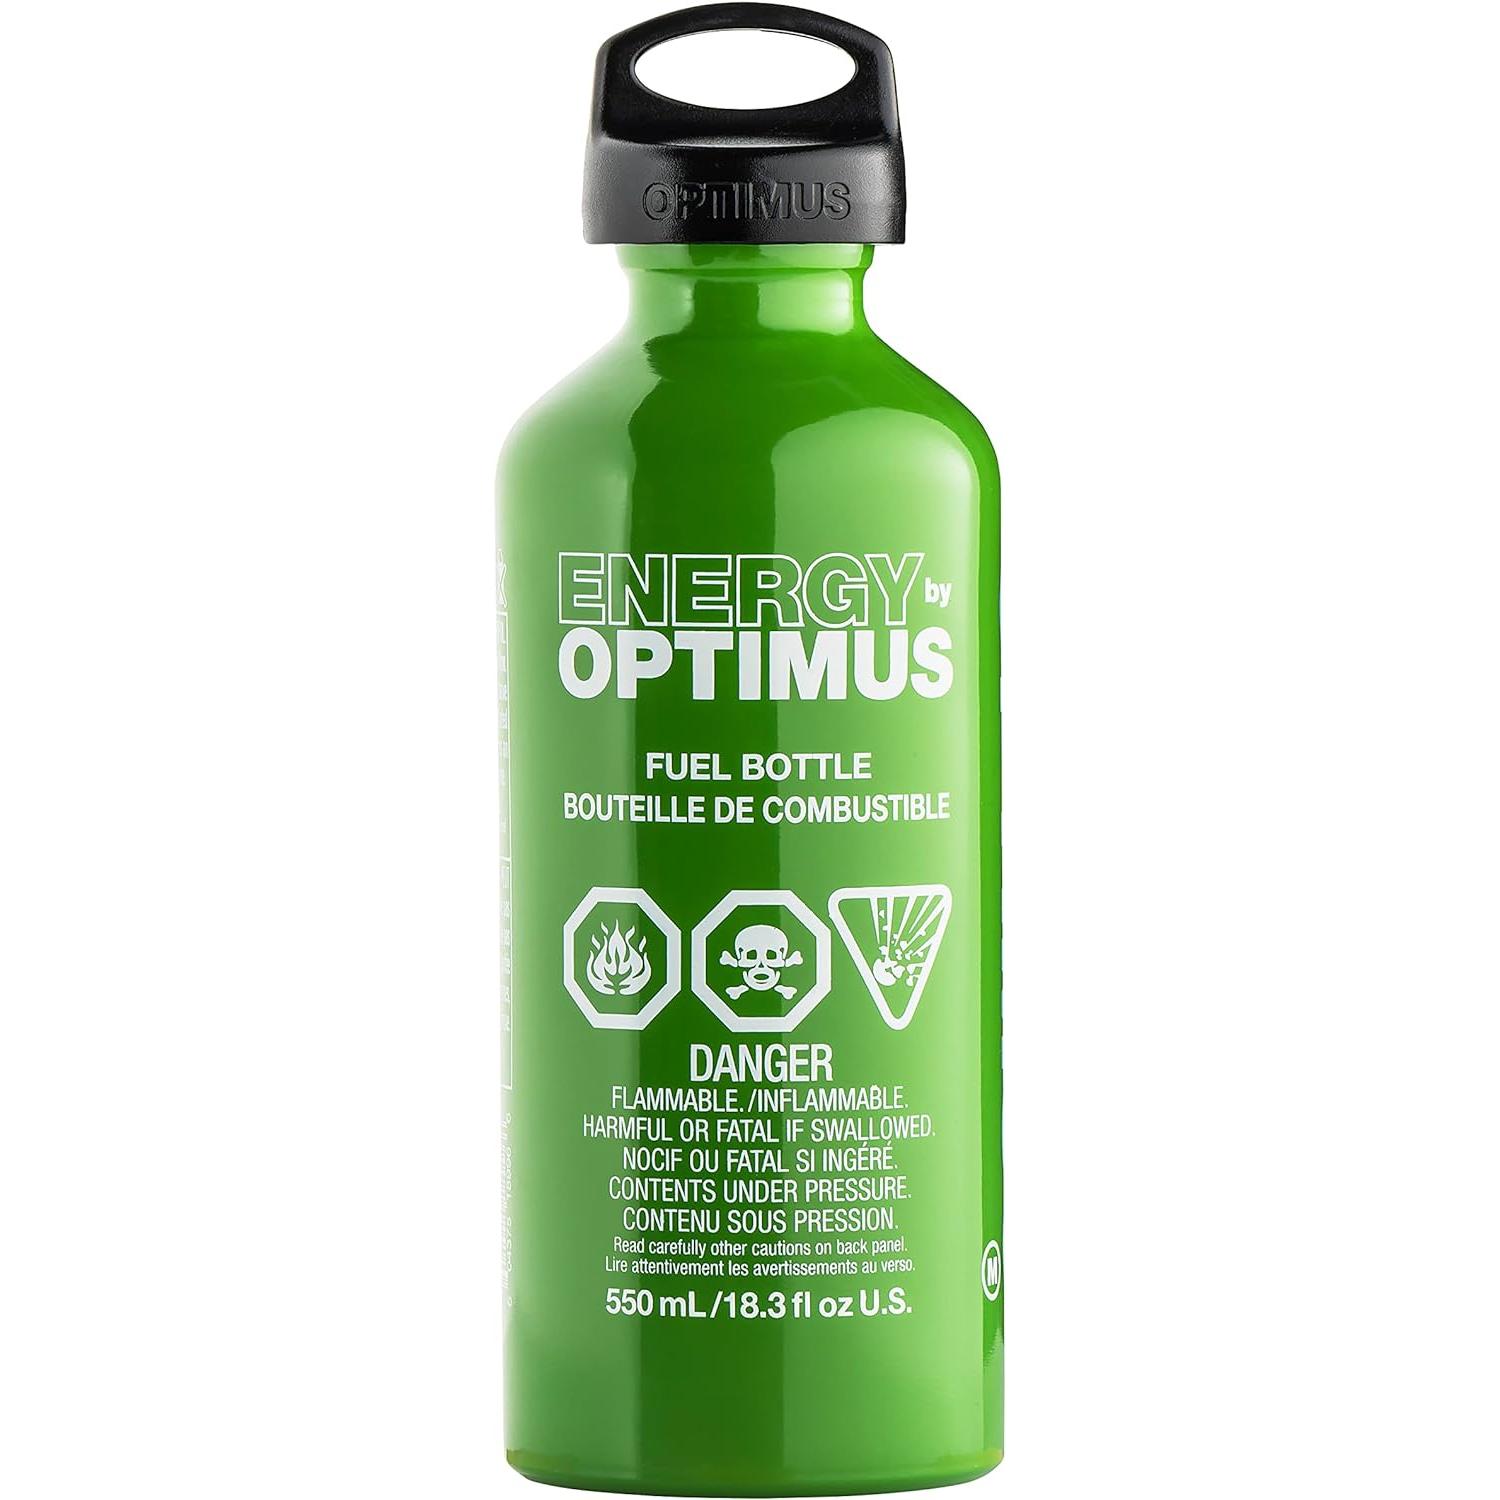 OPTIMUS
ENERGY by
OPTIMUS
FUEL BOTTLE
BOUTEILLE DE COMBUSTIBLE
DANGER
FLAMMABLE./INFLAMMABLE.
HARMFUL OR FATAL IF SWALLOWED.
NOCIF OU FATAL SI INGÉRÉ.
CONTENTS UNDER PRESSURE.
CONTENU SOUS PRESSION.
Read carefully other cautions on back panel.
Lire attentivement les avertissements au verso.
M
550 mL/18.3 fl oz U.S.